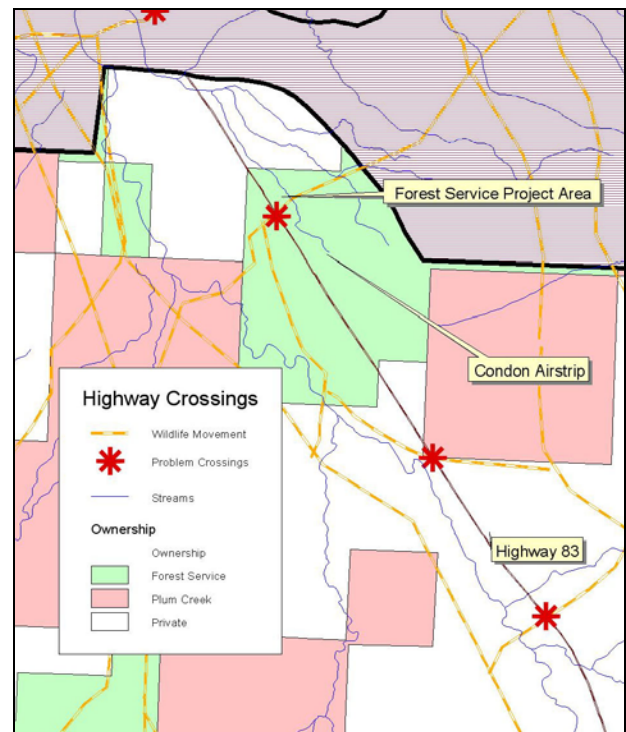 Forest Service Project Area
Condon Airstrip
Highway Crossings
Wildlife Movement
Problem Crossings
Streams
Ownership
Ownership
Forest Service
Plum Creek
Private
Highway 83